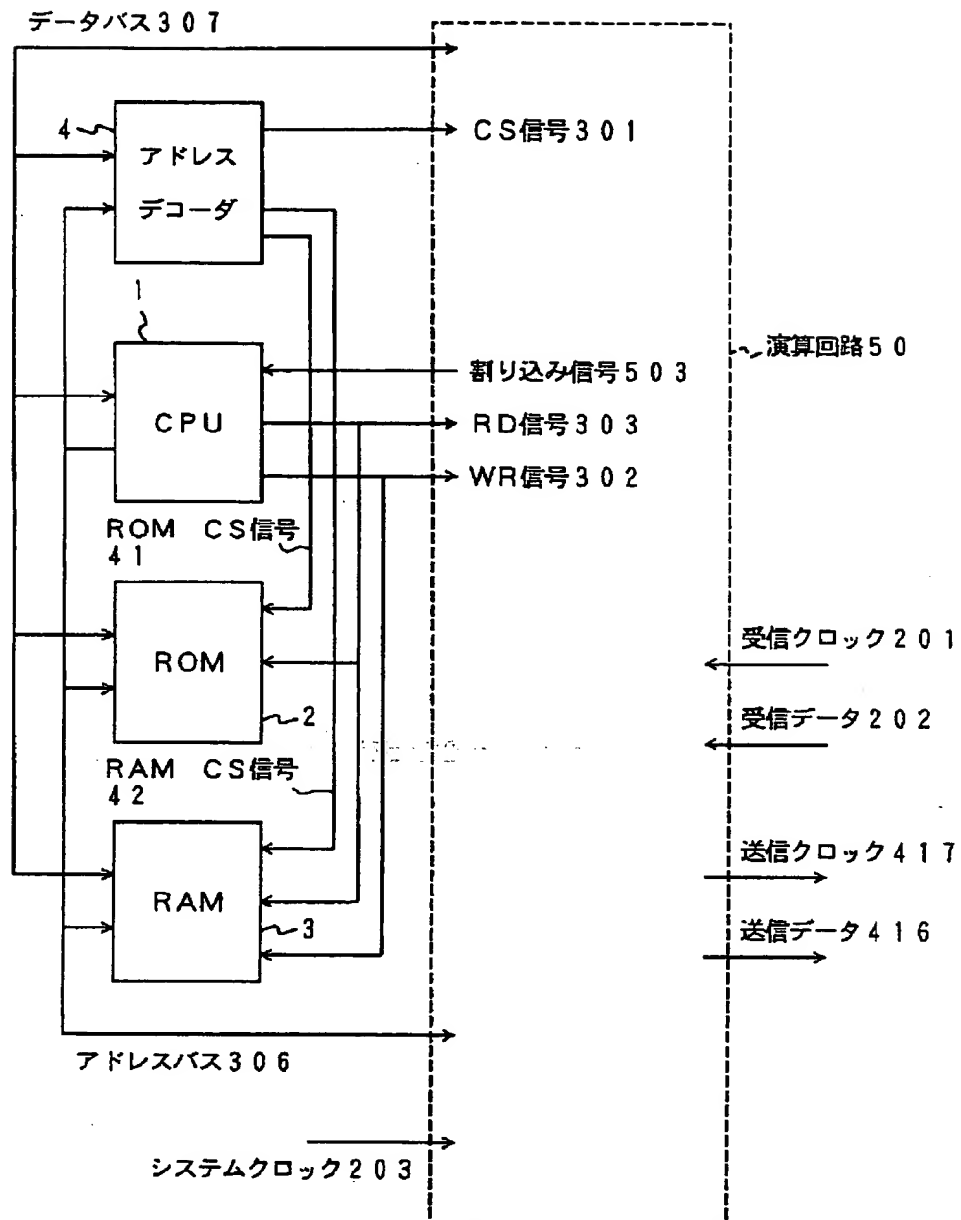 データバス307
4
アドレス
デコーダ
CS信号301
1
CPU
割り込み信号503
RD信号303
WR信号302
演算回路50
ROM CS信号
41
ROM
2
受信クロック201
受信データ202
RAM CS信号
42
RAM
3
送信クロック417
送信データ416
アドレスバス306
システムクロック203